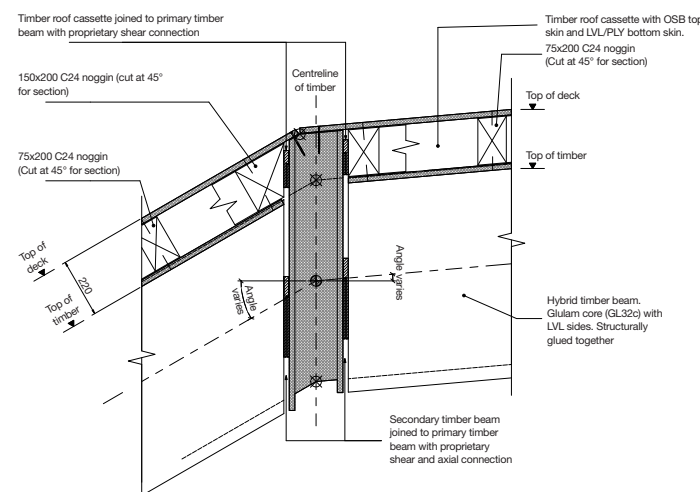 Timber roof cassette joined to primary timber
beam with proprietary shear connection
Timber roof cassette with OSB top
skin and LVL/PLY bottom skin.
75x200 C24 noggin
(Cut at 45° for section)
150x200 C24 noggin (cut at 45°
for section)
Centreline
of timber
Top of deck
Top of timber
75x200 C24 noggin
(Cut at 45° for section)
Top of
deck
220
Top of
timber
Angle
varies
Angle varies
Hybrid timber beam.
Glulam core (GL32c) with
LVL sides. Structurally
glued together
Secondary timber beam
joined to primary timber
beam with proprietary
shear and axial connection